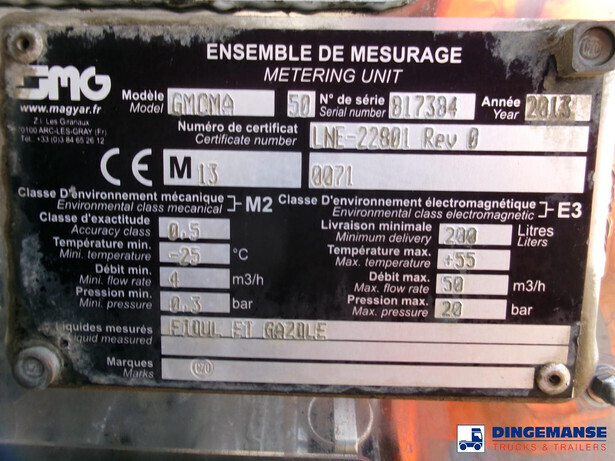 GMG
www.magyar.fr
Z.I. Les Giranaux
70100 ARC-LES-GRAY (Fr)
Tel.: +33.(0)3 84 65 26 12
ENSEMBLE DE MESURAGE
METERING UNIT
Modèle GMCMA 50 N° de série 017384 Année 2013
Model Serial number Year
Numéro de certificat LNE-22801 Rev 0
Certificate number
CE M 13 0071
Classe D'environnement mécanique M2 Classe D'environnement électromagnétique E3
Environmental class mecanical Environmental class electromagnetic
Classe d'exactitude 0,5 Livraison minimale 200 Litres
Accuracy class Minimum delivery Liters
Température min. -25 °C Température max. +55
Mini. temperature Max. temperature
Débit min. 4 m3/h Débit max. 50 m3/h
Mini. flow rate Max. flow rate
Pression min. 0.3 bar Pression max. 20 bar
Mini. pressure Max. pressure
Liquides mesurés FIOUL ET GAZOLE
Liquid measured
Marques
Marks
DINGEMANSE
TRUCKS & TRAILERS